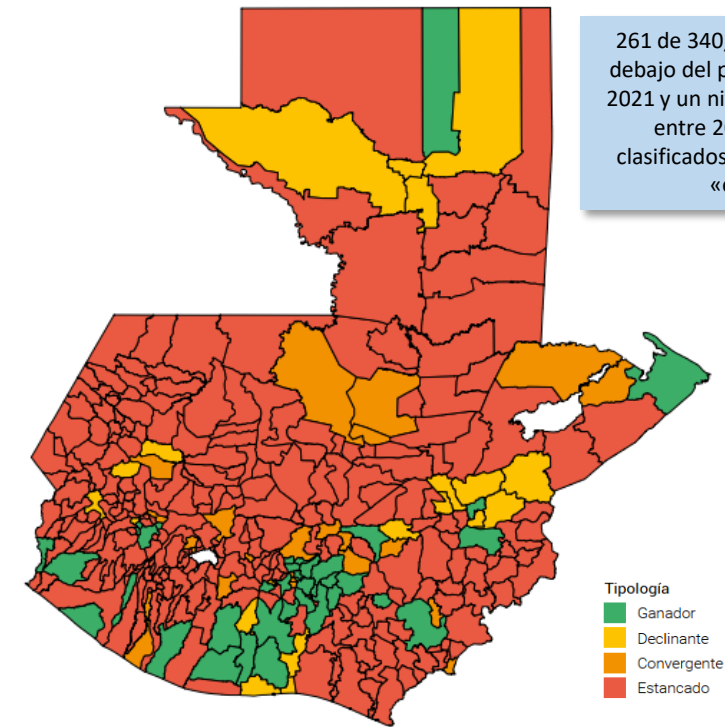 261 de 340,
debajo del p
2021 y un ni
entre 20
clasificados
«
Tipología
Ganador
Declinante
Convergente
Estancado